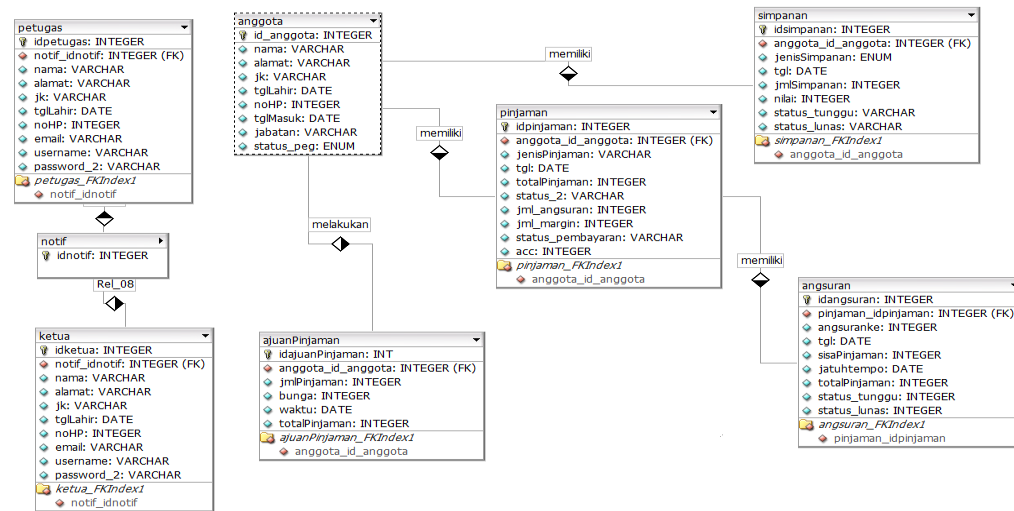 petugas
idpetugas: INTEGER
notif_idnotif: INTEGER (FK)
nama: VARCHAR
alamat: VARCHAR
jk: VARCHAR
tglLahir: DATE
noHP: INTEGER
email: VARCHAR
username: VARCHAR
password_2: VARCHAR
petugas_FKIndex1
notif_idnotif
notif
idnotif: INTEGER
Rel_08
ketua
idketua: INTEGER
notif_idnotif: INTEGER (FK)
nama: VARCHAR
alamat: VARCHAR
jk: VARCHAR
tglLahir: DATE
noHP: INTEGER
email: VARCHAR
username: VARCHAR
password_2: VARCHAR
ketua_FKIndex1
notif_idnotif
anggota
id_anggota: INTEGER
nama: VARCHAR
alamat: VARCHAR
jk: VARCHAR
tglLahir: DATE
noHP: INTEGER
tglMasuk: DATE
jabatan: VARCHAR
status_peg: ENUM
melakukan
ajuanPinjaman
idajuanPinjaman: INT
anggota_id_anggota: INTEGER (FK)
jmlPinjaman: INTEGER
bunga: INTEGER
waktu: DATE
totalPinjaman: INTEGER
ajuanPinjaman_FKIndex1
anggota_id_anggota
memiliki
memiliki
pinjaman
idpinjaman: INTEGER
anggota_id_anggota: INTEGER (FK)
jenisPinjaman: VARCHAR
tgl: DATE
totalPinjaman: INTEGER
status_2: VARCHAR
jml_angsuran: INTEGER
jml_margin: INTEGER
status_pembayaran: VARCHAR
acc: INTEGER
pinjaman_FKIndex1
anggota_id_anggota
simpanan
idsimpanan: INTEGER
anggota_id_anggota: INTEGER (FK)
jenisSimpanan: ENUM
tgl: DATE
jmlSimpanan: INTEGER
nilai: INTEGER
status_tunggu: VARCHAR
status_lunas: VARCHAR
simpanan_FKIndex1
anggota_id_anggota
memiliki
angsuran
idangsuran: INTEGER
pinjaman_idpinjaman: INTEGER (FK)
angsuranke: INTEGER
tgl: DATE
sisaPinjaman: INTEGER
jatuhtempo: DATE
totalPinjaman: INTEGER
status_tunggu: INTEGER
status_lunas: INTEGER
angsuran_FKIndex1
pinjaman_idpinjaman